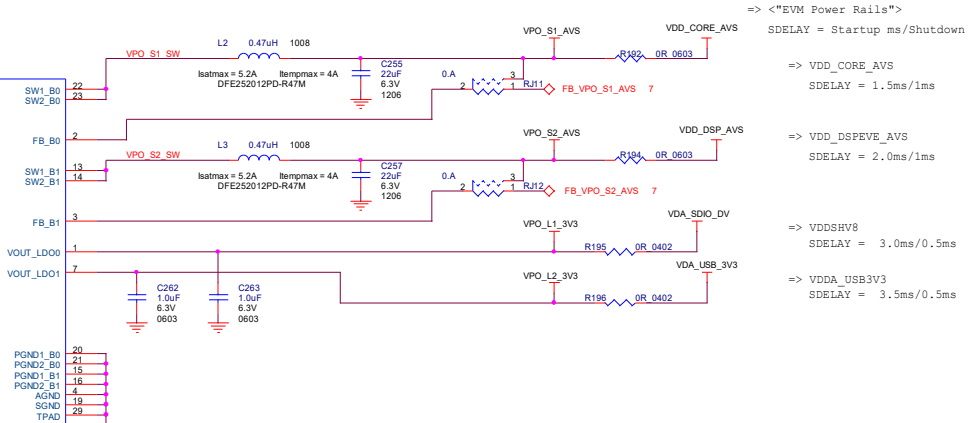 => <"EVM Power Rails">
SDELAY = Startup ms/Shutdown
VPO_S1_AVS
VDD_CORE_AVS
L2 0.47uH 1008
VPO_S1_SW
R192 0R_0603
Isatmax = 5.2A Itempmax = 4A
DFE252012PD-R47M
C255
22uF
6.3V
1206
0.A
3
2 1 RJ11
FB_VPO_S1_AVS 7
=> VDD_CORE_AVS
SDELAY = 1.5ms/1ms
SW1_B0 22
SW2_B0 23
FB_B0 2
VPO_S2_AVS
VDD_DSP_AVS
=> VDD_DSPEVE_AVS
SDELAY = 2.0ms/1ms
L3 0.47uH 1008
VPO_S2_SW
R194 0R_0603
SW1_B1 13
SW2_B1 14
Isatmax = 5.2A Itempmax = 4A
DFE252012PD-R47M
C257
22uF
6.3V
1206
0.A
3
2 1 RJ12
FB_VPO_S2_AVS 7
FB_B1 3
VPO_L1_3V3
VDA_SDIO_DV
=> VDDSHV8
SDELAY = 3.0ms/0.5ms
VOUT_LDO0 1
R195 0R_0402
VOUT_LDO1 7
VPO_L2_3V3
VDA_USB_3V3
=> VDDA_USB3V3
SDELAY = 3.5ms/0.5ms
R196 0R_0402
C262
1.0uF
6.3V
0603
C263
1.0uF
6.3V
0603
PGND1_B0 20
PGND2_B0 21
PGND1_B1 15
PGND2_B1 16
AGND 4
SGND 19
TPAD 29